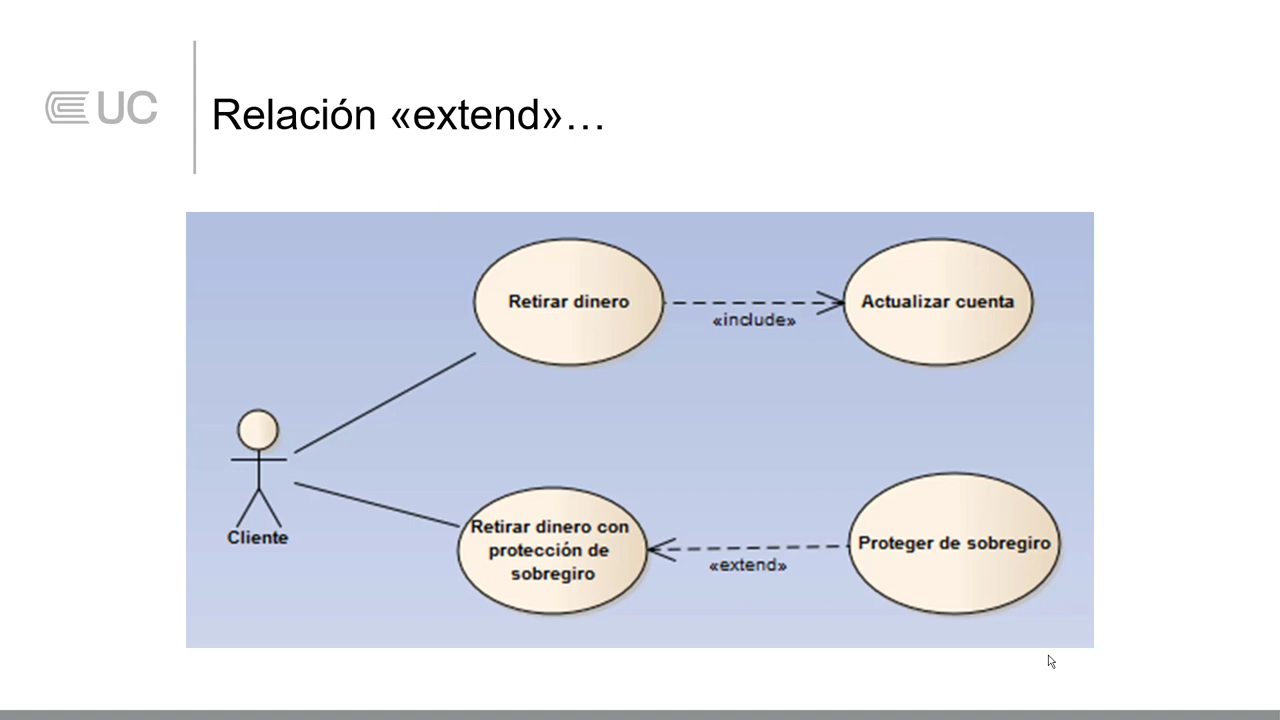 UC
Relación «extend»…
Retirar dinero
«include»
Actualizar cuenta
Cliente
Retirar dinero con
protección de
sobregiro
«extend»
Proteger de sobregiro